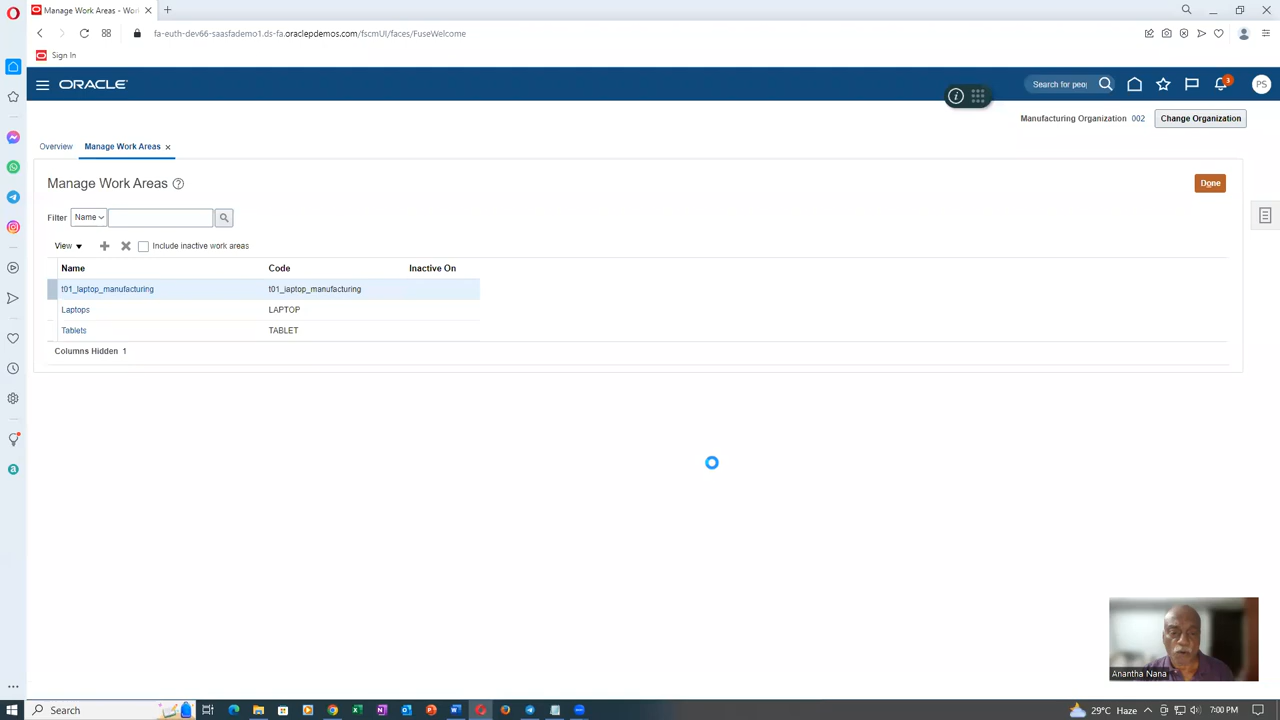 Manage Work Areas - Wor
fa-euth-dev66-saasfademo1.ds-fa.oraclepdemos.com/fscmUI/faces/FuseWelcome
Sign In
ORACLE
Search for peop
3
PS
Manufacturing Organization 002
Change Organization
Overview
Manage Work Areas
Manage Work Areas
Done
Filter Name
View
Include inactive work areas
Name Code Inactive On
t01_laptop_manufacturing t01_laptop_manufacturing
Laptops LAPTOP
Tablets TABLET
Columns Hidden 1
Anantha Nana
Search
29°C Haze
7:00 PM